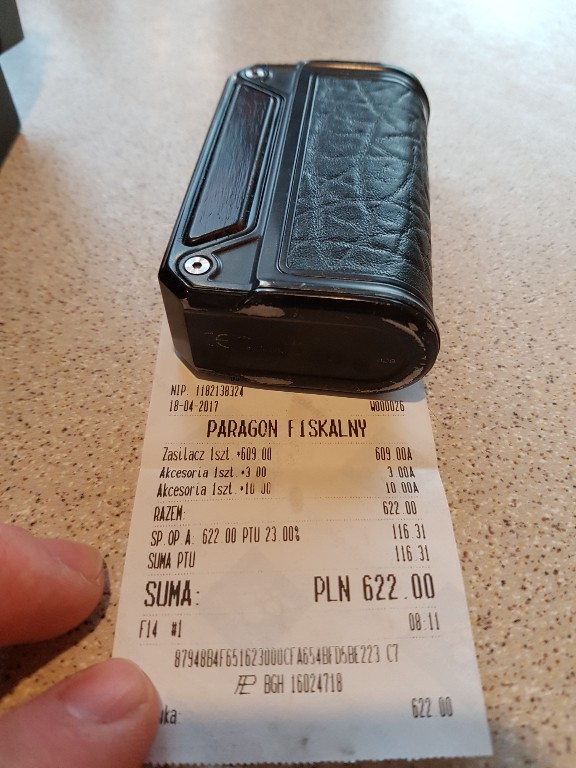 CE
NIP: 1182138324
18-04-2017 W000026
PARAGON FISKALNY
Zasilacz 1szt.*609.00 609.00A
Akcesoria 1szt.*3.00 3.00A
Akcesoria 1szt.*10.00 10.00A
RAZEM: 622.00
SP.OP.A: 622.00 PTU 23.00% 116.31
SUMA PTU 116.31
SUMA: PLN 622.00
F14 #1 08:11
BGH 16024718
622.00